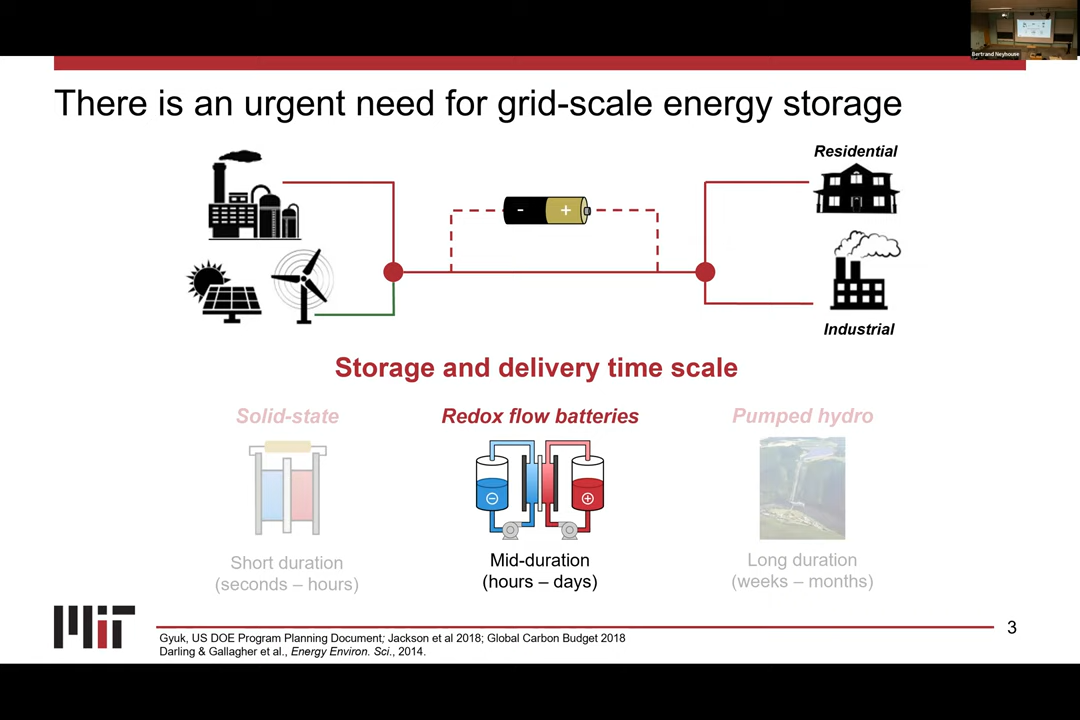 Bertrand Neyhouse
There is an urgent need for grid-scale energy storage
Residential
- +
Industrial
Storage and delivery time scale
Solid-state
Redox flow batteries
Pumped hydro
Short duration
(seconds – hours)
Mid-duration
(hours – days)
Long duration
(weeks – months)
MIT
Gyuk, US DOE Program Planning Document; Jackson et al 2018; Global Carbon Budget 2018
Darling & Gallagher et al., Energy Environ. Sci., 2014.
3